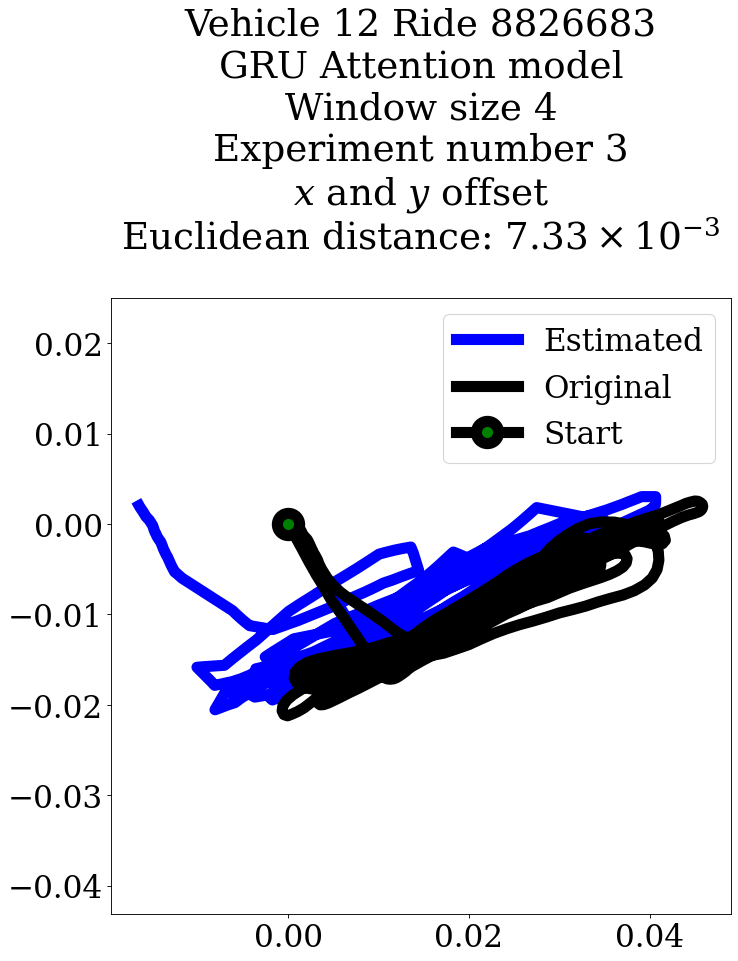 Vehicle 12 Ride 8826683
GRU Attention model
Window size 4
Experiment number 3
x and y offset
Euclidean distance: 7.33 × 10⁻³
Estimated
Original
Start
0.02
0.01
0.00
−0.01
−0.02
−0.03
−0.04
0.00 0.02 0.04